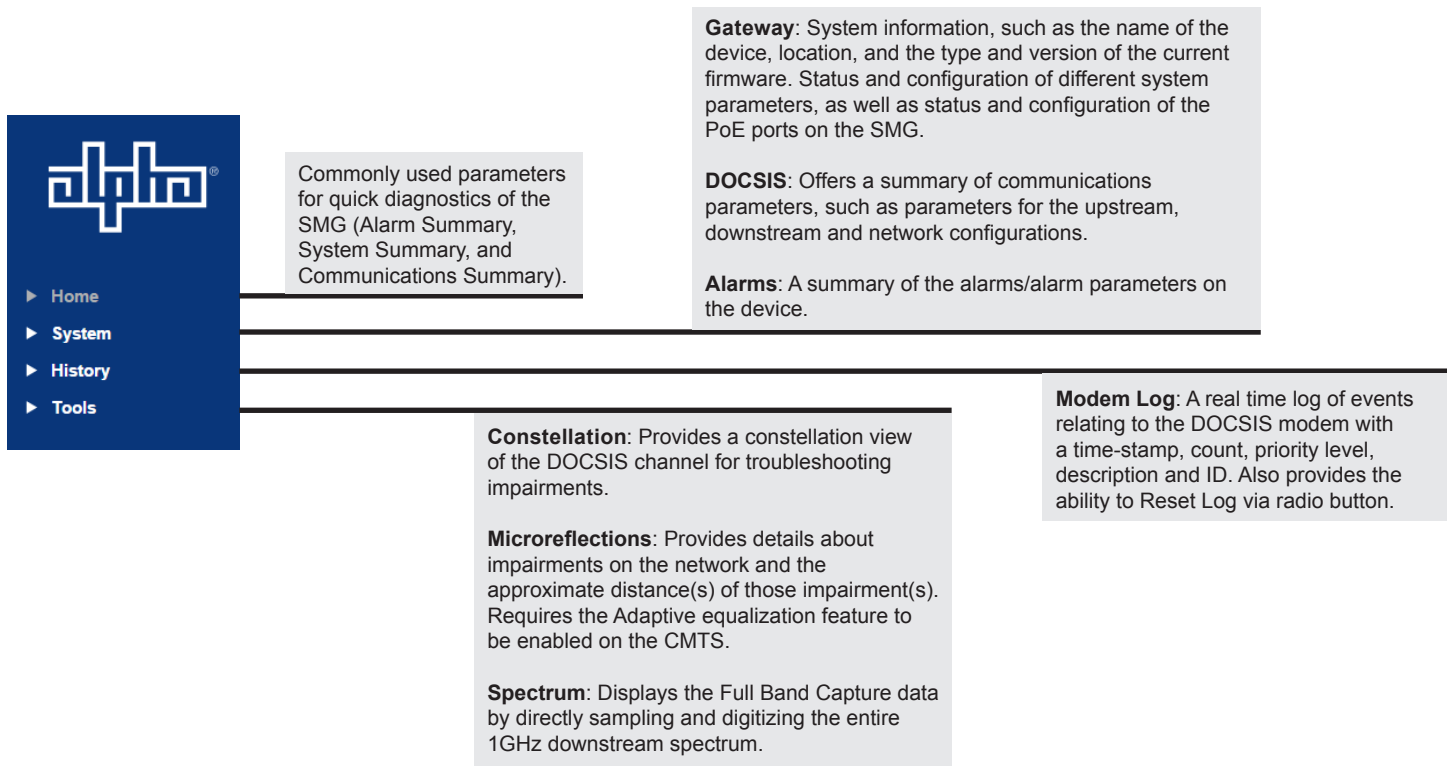 alpha®
Home
System
History
Tools
Commonly used parameters
for quick diagnostics of the
SMG (Alarm Summary,
System Summary, and
Communications Summary).
Gateway: System information, such as the name of the
device, location, and the type and version of the current
firmware. Status and configuration of different system
parameters, as well as status and configuration of the
PoE ports on the SMG.
DOCSIS: Offers a summary of communications
parameters, such as parameters for the upstream,
downstream and network configurations.
Alarms: A summary of the alarms/alarm parameters on
the device.
Modem Log: A real time log of events
relating to the DOCSIS modem with
a time-stamp, count, priority level,
description and ID. Also provides the
ability to Reset Log via radio button.
Constellation: Provides a constellation view
of the DOCSIS channel for troubleshooting
impairments.
Microreflections: Provides details about
impairments on the network and the
approximate distance(s) of those impairment(s).
Requires the Adaptive equalization feature to
be enabled on the CMTS.
Spectrum: Displays the Full Band Capture data
by directly sampling and digitizing the entire
1GHz downstream spectrum.